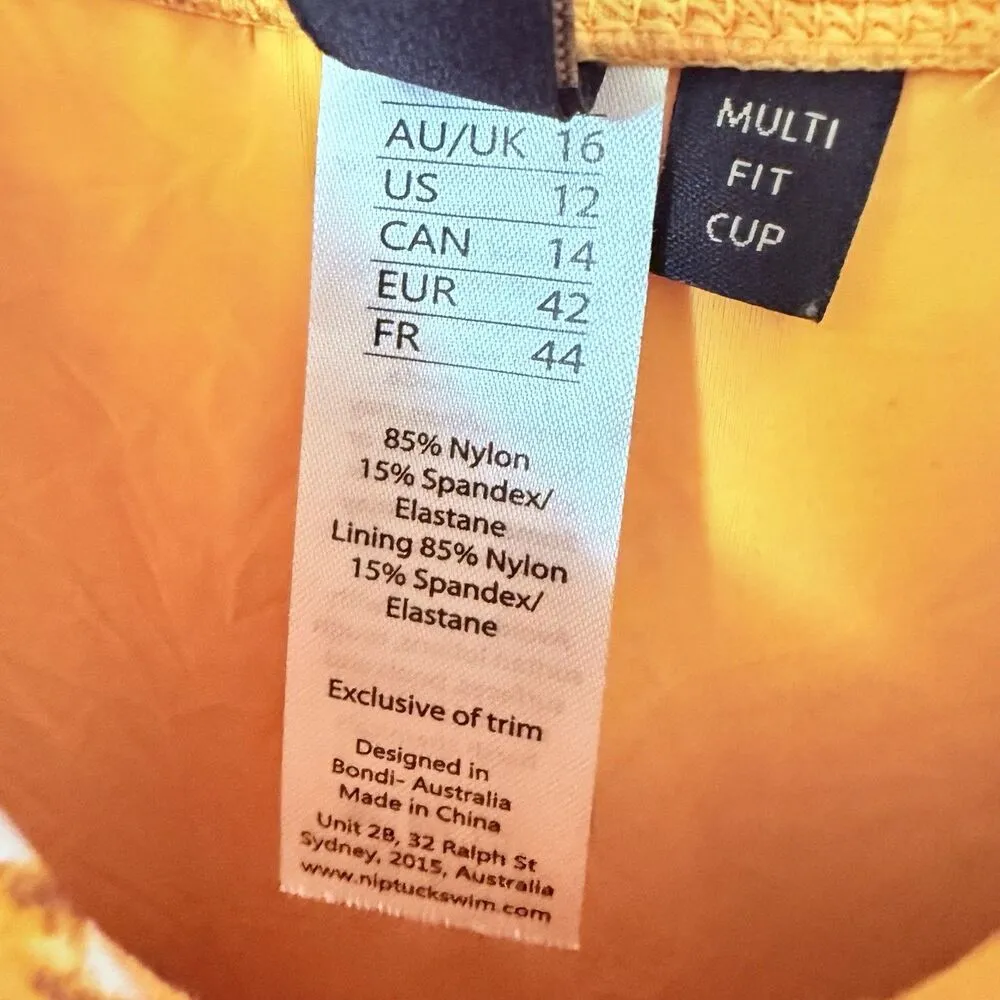 AU/UK 16
US 12
CAN 14
EUR 42
FR 44
85% Nylon
15% Spandex/
Elastane
Lining 85% Nylon
15% Spandex/
Elastane
Exclusive of trim
Designed in
Bondi- Australia
Made in China
Unit 2B, 32 Ralph St
Sydney, 2015, Australia
www.niptuckswim.com
MULTI
FIT
CUP